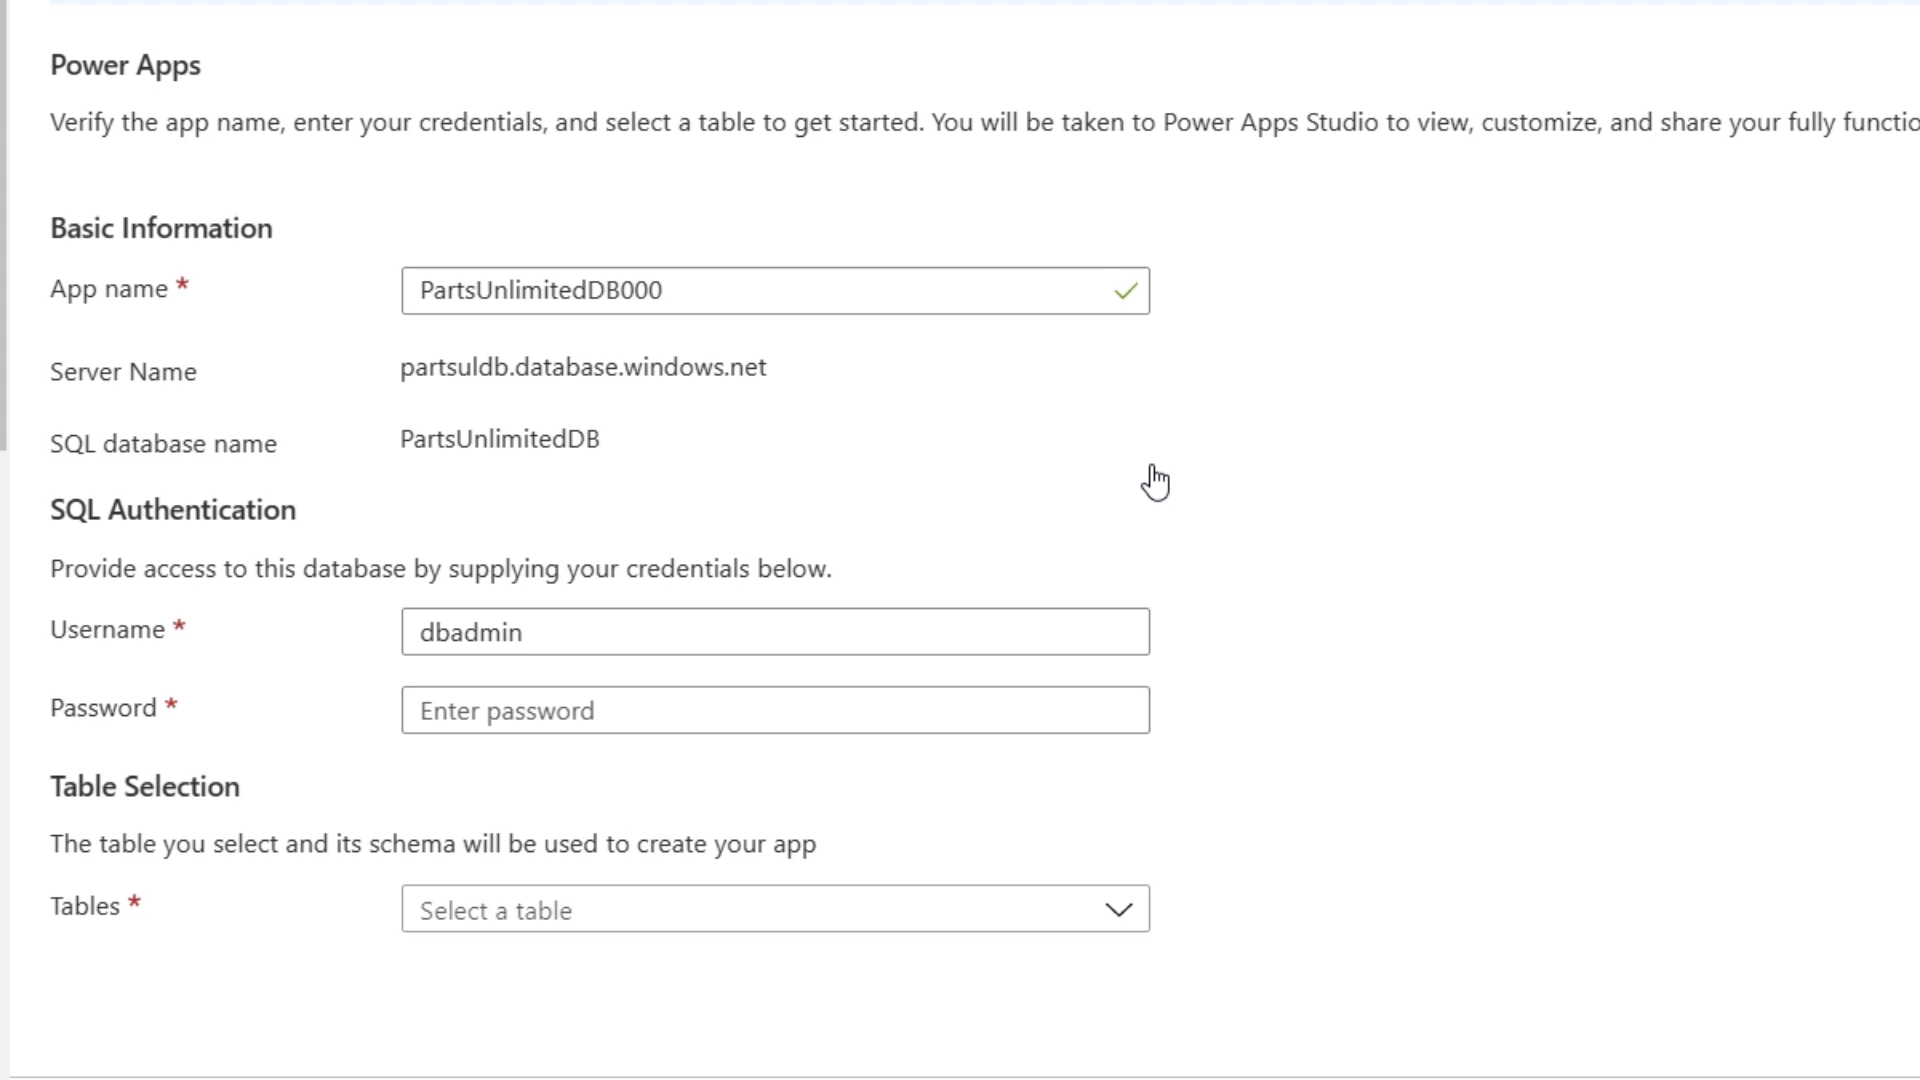 Power Apps
Verify the app name, enter your credentials, and select a table to get started. You will be taken to Power Apps Studio to view, customize, and share your fully functio
Basic Information
App name *
PartsUnlimitedDB000
Server Name
partsuldb.database.windows.net
SQL database name
PartsUnlimitedDB
SQL Authentication
Provide access to this database by supplying your credentials below.
Username *
dbadmin
Password *
Enter password
Table Selection
The table you select and its schema will be used to create your app
Tables *
Select a table